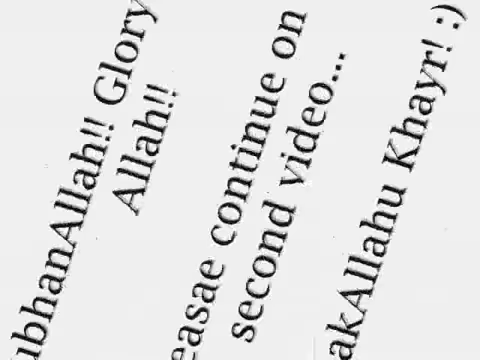 ubhanAllah!! Glory
Allah!!
easae continue on
second video...
akAllahu Khayr! :)